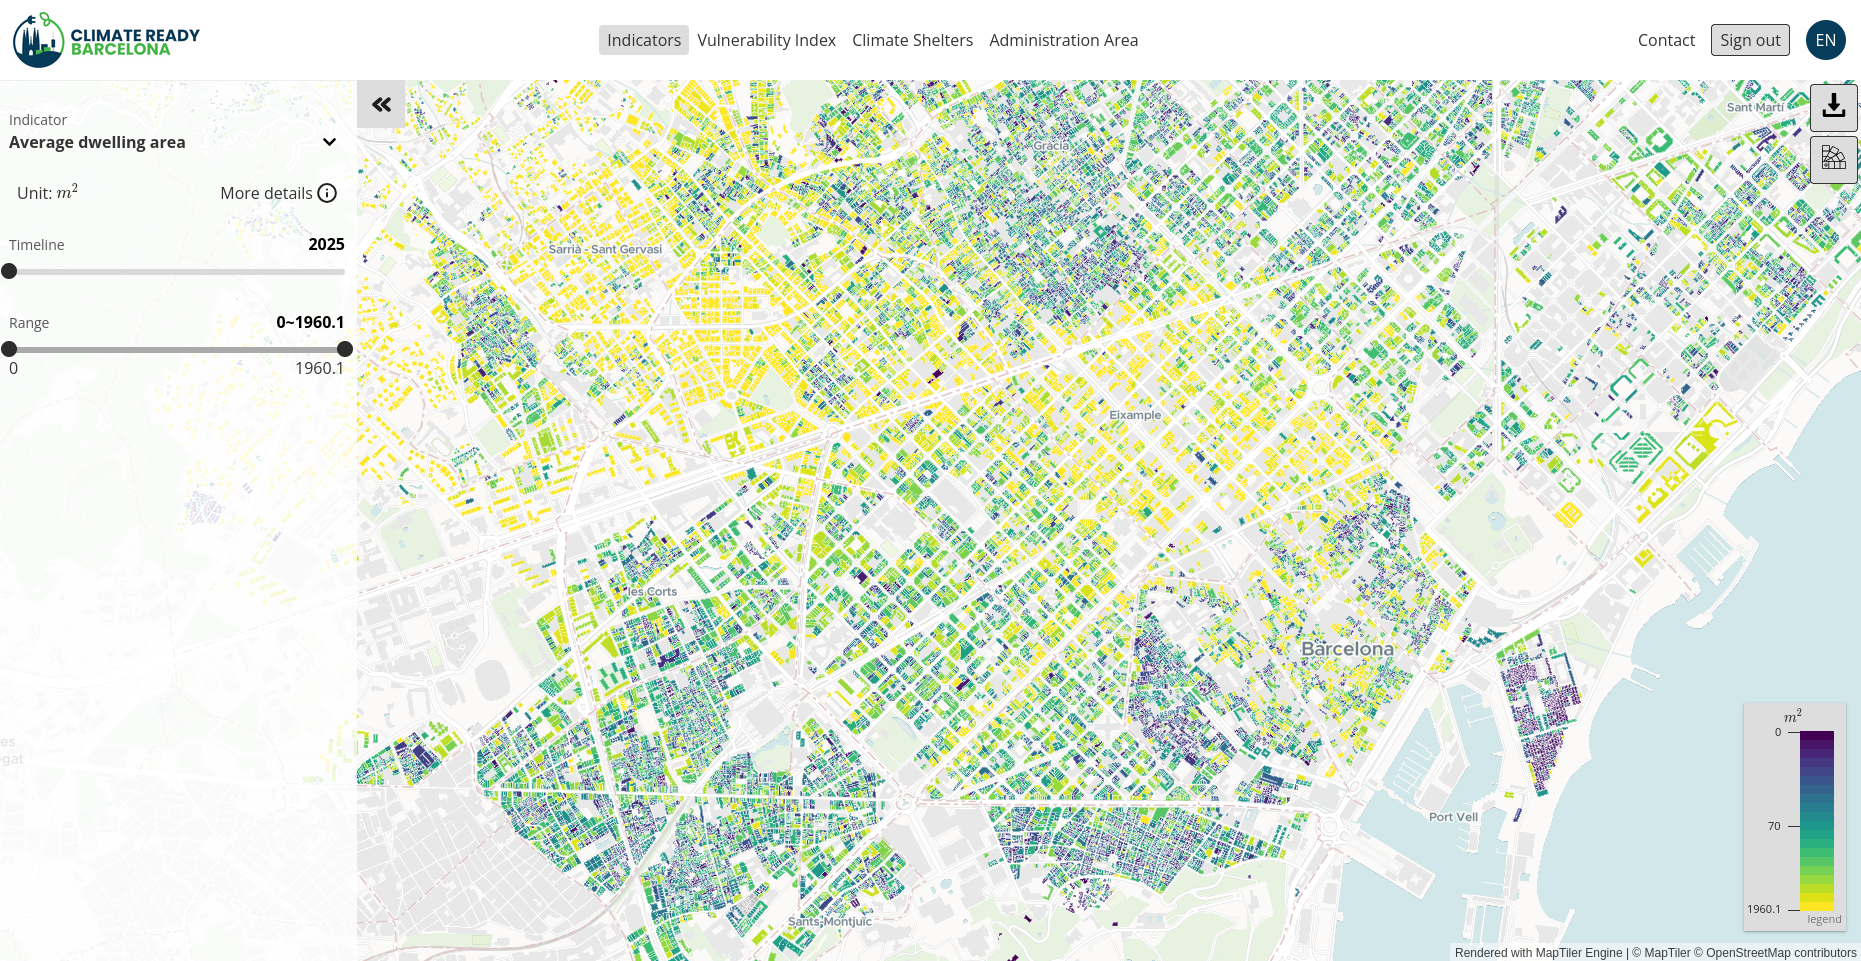 CLIMATE READY
BARCELONA
Indicators
Vulnerability Index
Climate Shelters
Administration Area
Contact
Sign out
EN
Indicator
Average dwelling area
Unit: m²
More details
Timeline
2025
Range
0~1960.1
0
1960.1
Sant Martí
Gràcia
Sarrià - Sant Gervasi
Eixample
les Corts
Barcelona
Port Vell
Sants-Montjuïc
es
gat
m²
0
70
1960.1
legend
Rendered with MapTiler Engine | © MapTiler © OpenStreetMap contributors